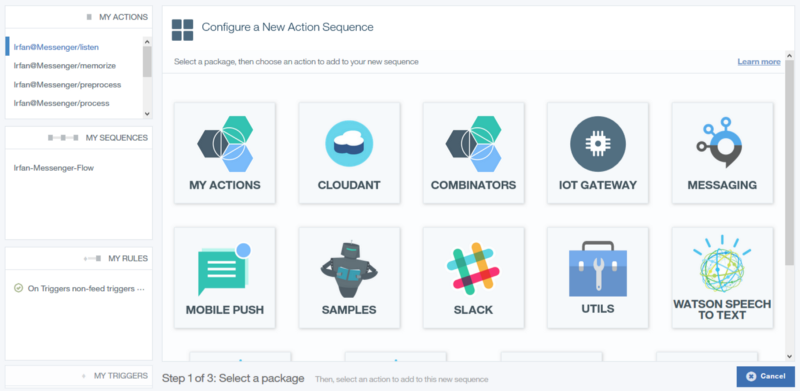 MY ACTIONS
Irfan@Messenger/listen
Irfan@Messenger/memorize
Irfan@Messenger/preprocess
Irfan@Messenger/process
MY SEQUENCES
Irfan-Messenger-Flow
MY RULES
On Triggers non-feed triggers ···
MY TRIGGERS
Configure a New Action Sequence
Select a package, then choose an action to add to your new sequence
Learn more
MY ACTIONS
CLOUDANT
COMBINATORS
IOT GATEWAY
MESSAGING
MOBILE PUSH
SAMPLES
SLACK
UTILS
WATSON SPEECH
TO TEXT
Step 1 of 3: Select a package
Then, select an action to add to this new sequence
Cancel